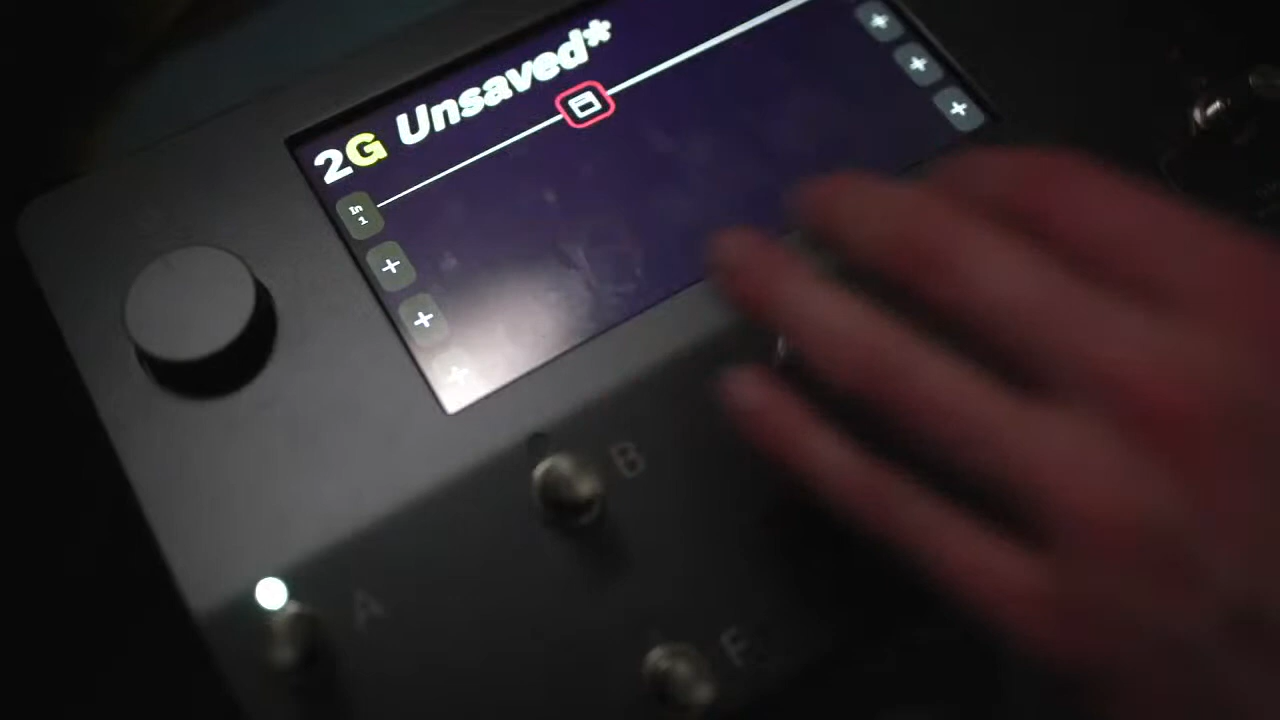 2G Unsaved*
In
1
+
+
+
+
+
+
B
A
F